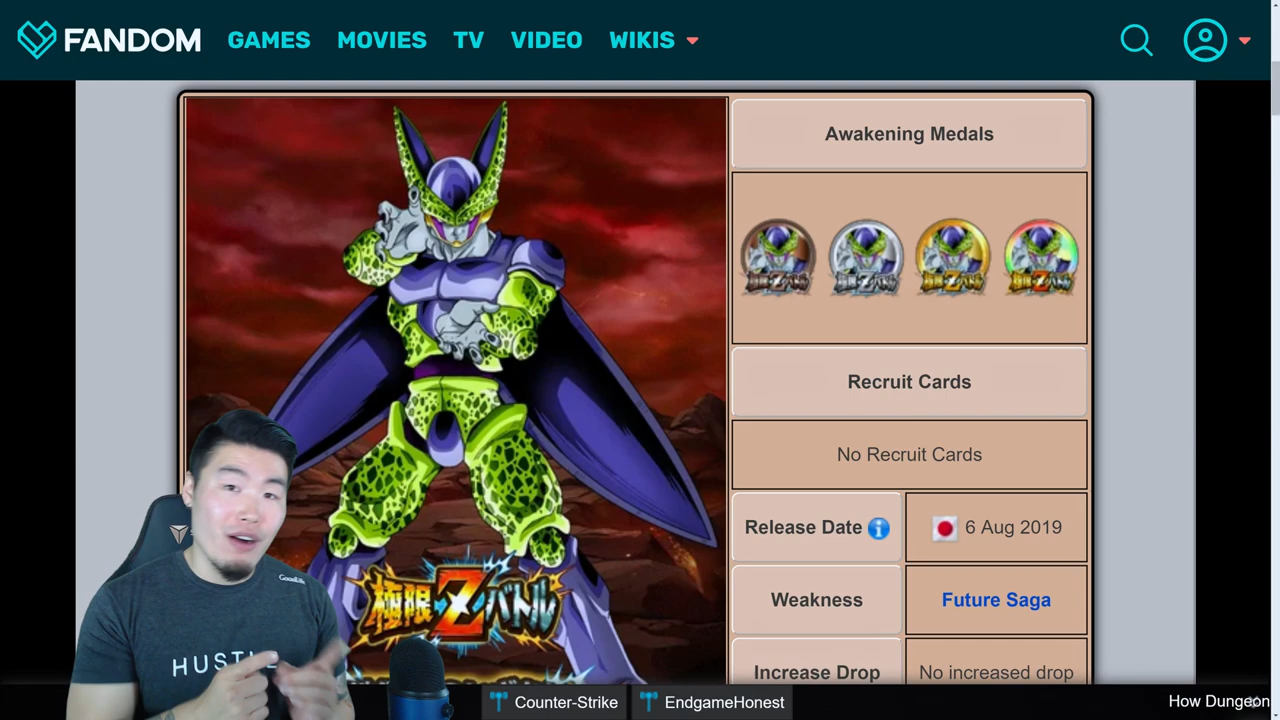 FANDOM GAMES MOVIES TV VIDEO WIKIS
Awakening Medals
Recruit Cards
No Recruit Cards
Release Date 6 Aug 2019
Weakness Future Saga
Increase Drop No increased drop
極限Zバトル
HUSTLE
Counter-Strike EndgameHonest How Dungeon